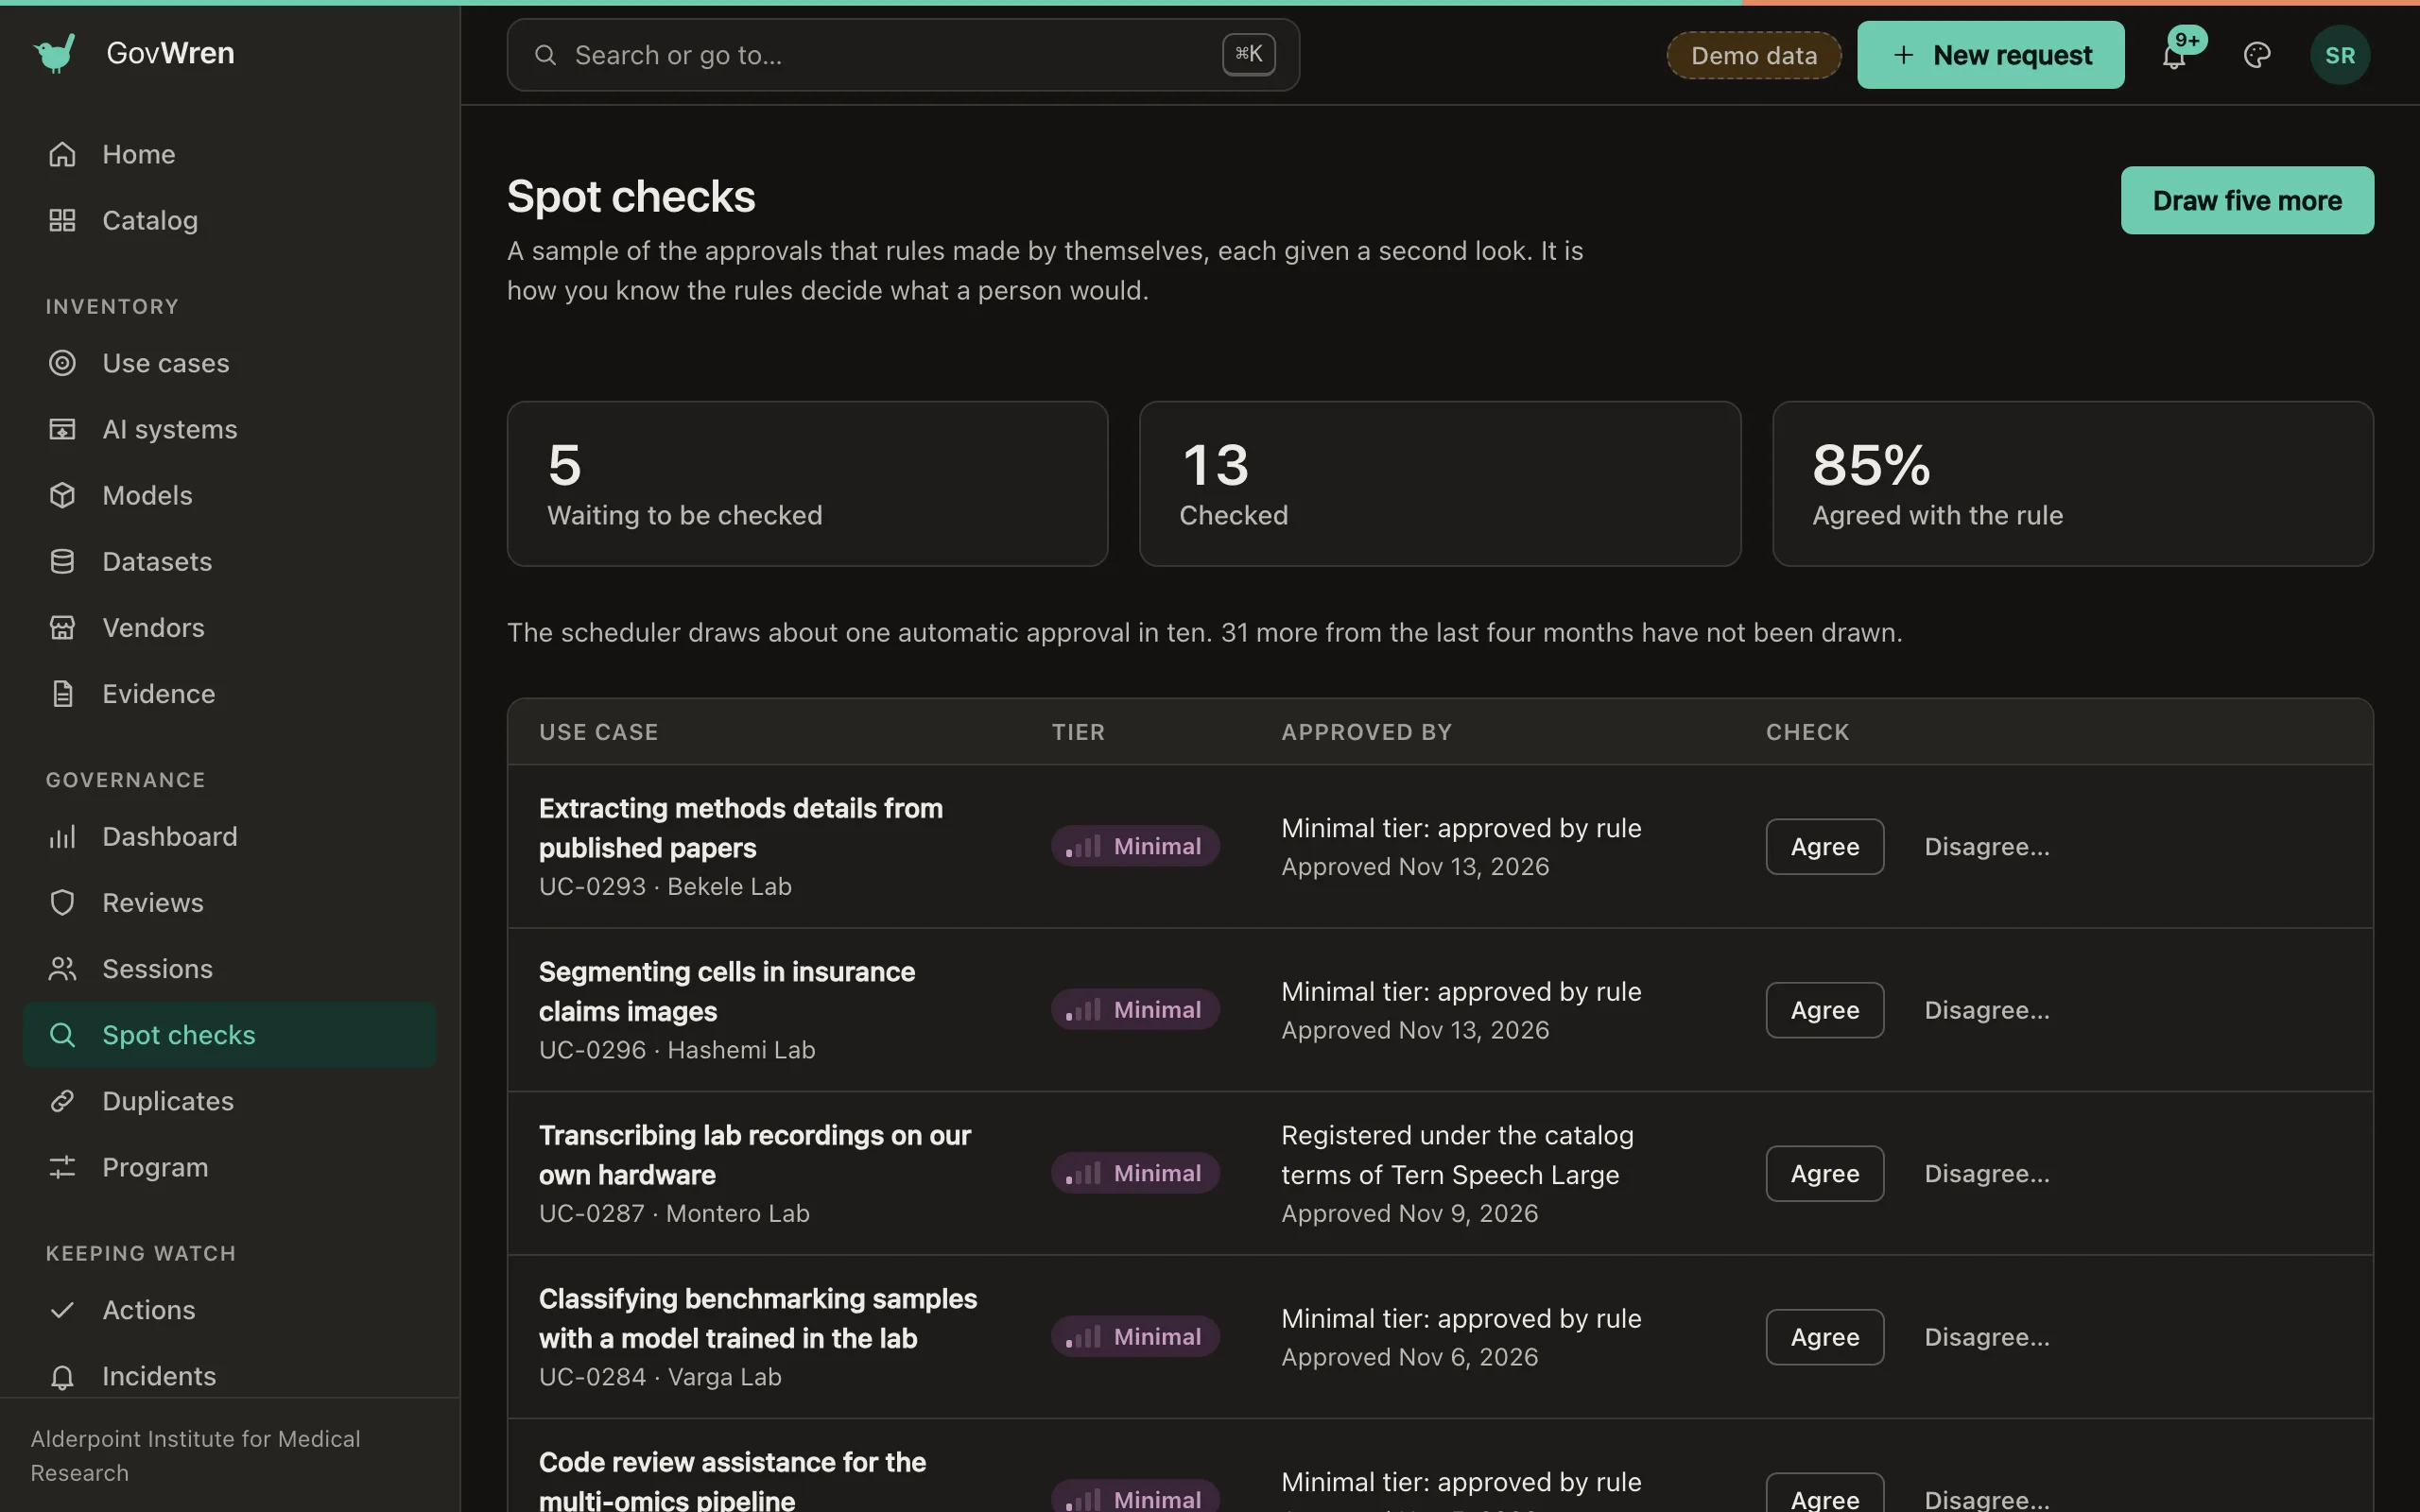 GovWren
Search or go to...
⌘K
Demo data
+ New request
9+
SR
Home
Catalog
INVENTORY
Use cases
AI systems
Models
Datasets
Vendors
Evidence
GOVERNANCE
Dashboard
Reviews
Sessions
Spot checks
Duplicates
Program
KEEPING WATCH
Actions
Incidents
Alderpoint Institute for Medical
Research
Spot checks
Draw five more
A sample of the approvals that rules made by themselves, each given a second look. It is
how you know the rules decide what a person would.
5
Waiting to be checked
13
Checked
85%
Agreed with the rule
The scheduler draws about one automatic approval in ten. 31 more from the last four months have not been drawn.
USE CASE TIER APPROVED BY CHECK
Extracting methods details from
published papers
UC-0293 · Bekele Lab
Minimal
Minimal tier: approved by rule
Approved Nov 13, 2026
Agree
Disagree...
Segmenting cells in insurance
claims images
UC-0296 · Hashemi Lab
Minimal
Minimal tier: approved by rule
Approved Nov 13, 2026
Agree
Disagree...
Transcribing lab recordings on our
own hardware
UC-0287 · Montero Lab
Minimal
Registered under the catalog
terms of Tern Speech Large
Approved Nov 9, 2026
Agree
Disagree...
Classifying benchmarking samples
with a model trained in the lab
UC-0284 · Varga Lab
Minimal
Minimal tier: approved by rule
Approved Nov 6, 2026
Agree
Disagree...
Code review assistance for the
multi-omics pipeline
Minimal
Minimal tier: approved by rule
Agree
Disagree...